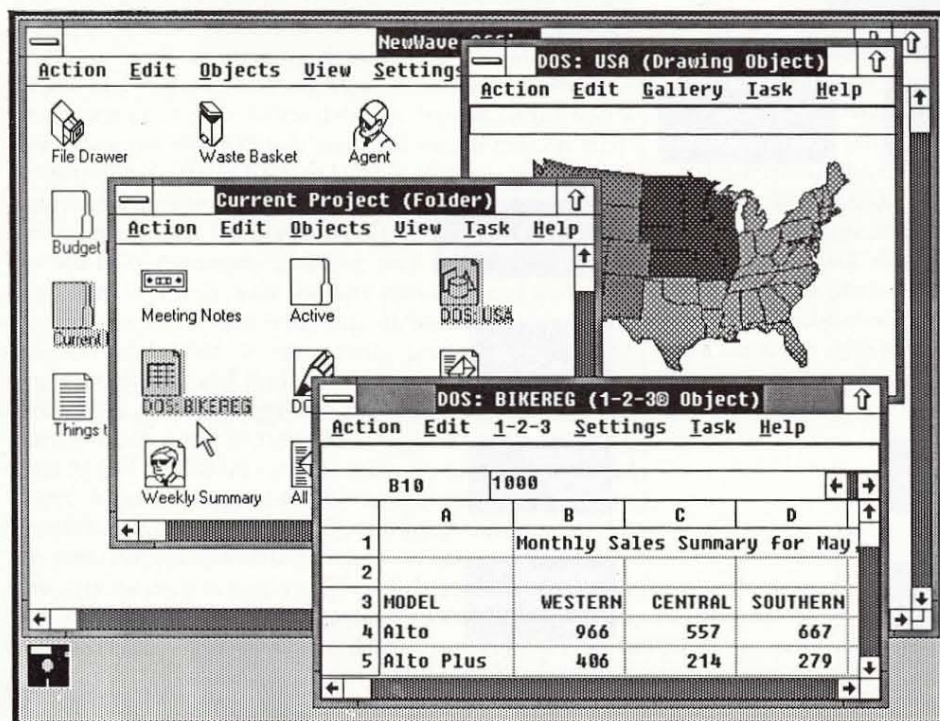 NewWave
Action Edit Objects View Settings
File Drawer
Waste Basket
Agent
Budget
Current
Things
DOS: USA (Drawing Object)
Action Edit Gallery Task Help
Current Project (Folder)
Action Edit Objects View Task Help
Meeting Notes
Active
DOS: USA
DOS: BIKEREG
Weekly Summary
All
DOS: BIKEREG (1-2-3® Object)
Action Edit 1-2-3 Settings Task Help
B10 1000
A B C D
1 Monthly Sales Summary for May
2
3 MODEL WESTERN CENTRAL SOUTHERN
4 Alto 966 557 667
5 Alto Plus 406 214 279